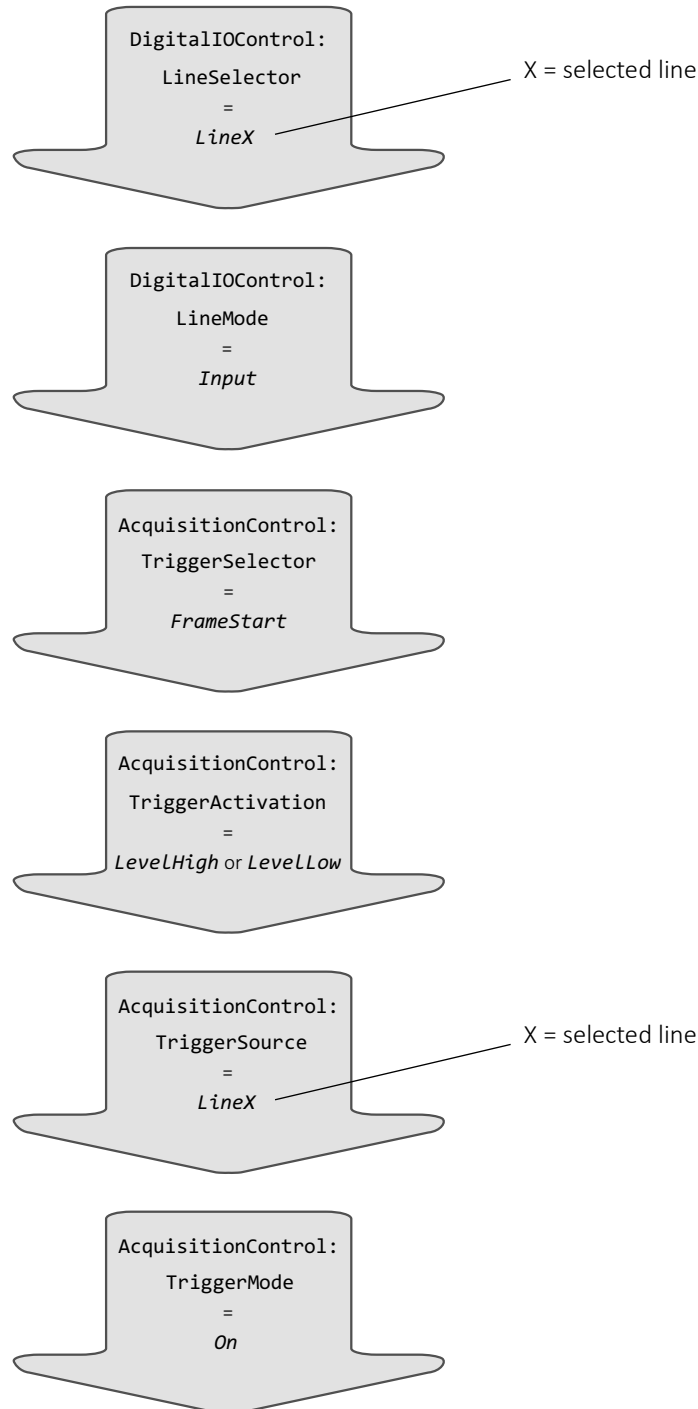 DigitalIOControl:
LineSelector
=
LineX
X = selected line
DigitalIOControl:
LineMode
=
Input
AcquisitionControl:
TriggerSelector
=
FrameStart
AcquisitionControl:
TriggerActivation
=
LevelHigh or LevelLow
AcquisitionControl:
TriggerSource
=
LineX
X = selected line
AcquisitionControl:
TriggerMode
=
On